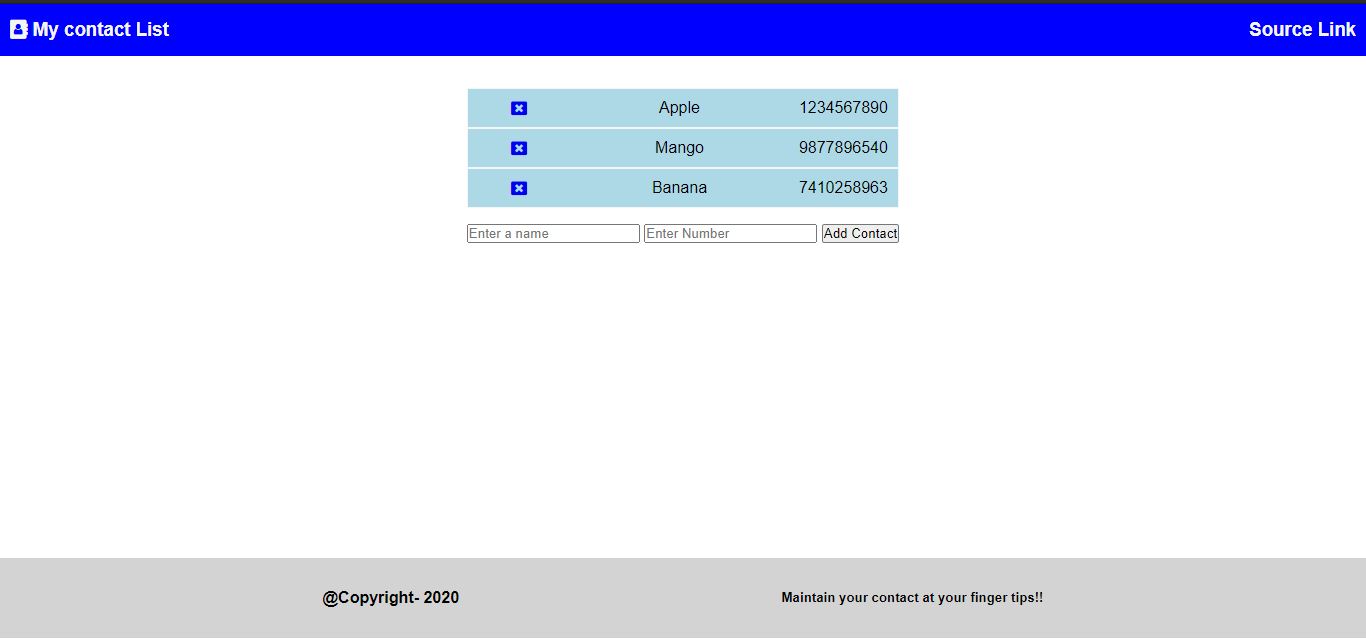 My contact List Source Link
Apple 1234567890
Mango 9877896540
Banana 7410258963
Enter a name Enter Number Add Contact
@Copyright- 2020 Maintain your contact at your finger tips!!